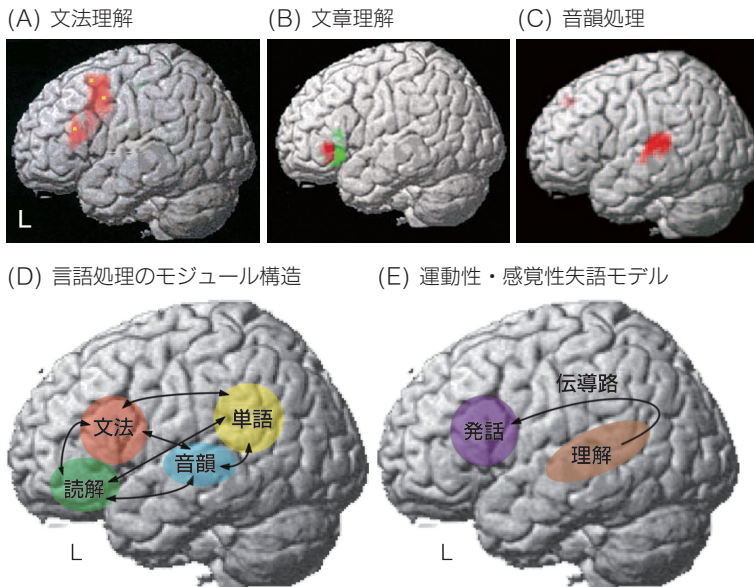 (A) 文法理解
(B) 文章理解
(C) 音韻処理
L
(D) 言語処理のモジュール構造
(E) 運動性・感覚性失語モデル
文法
単語
音韻
読解
L
伝導路
発話
理解
L